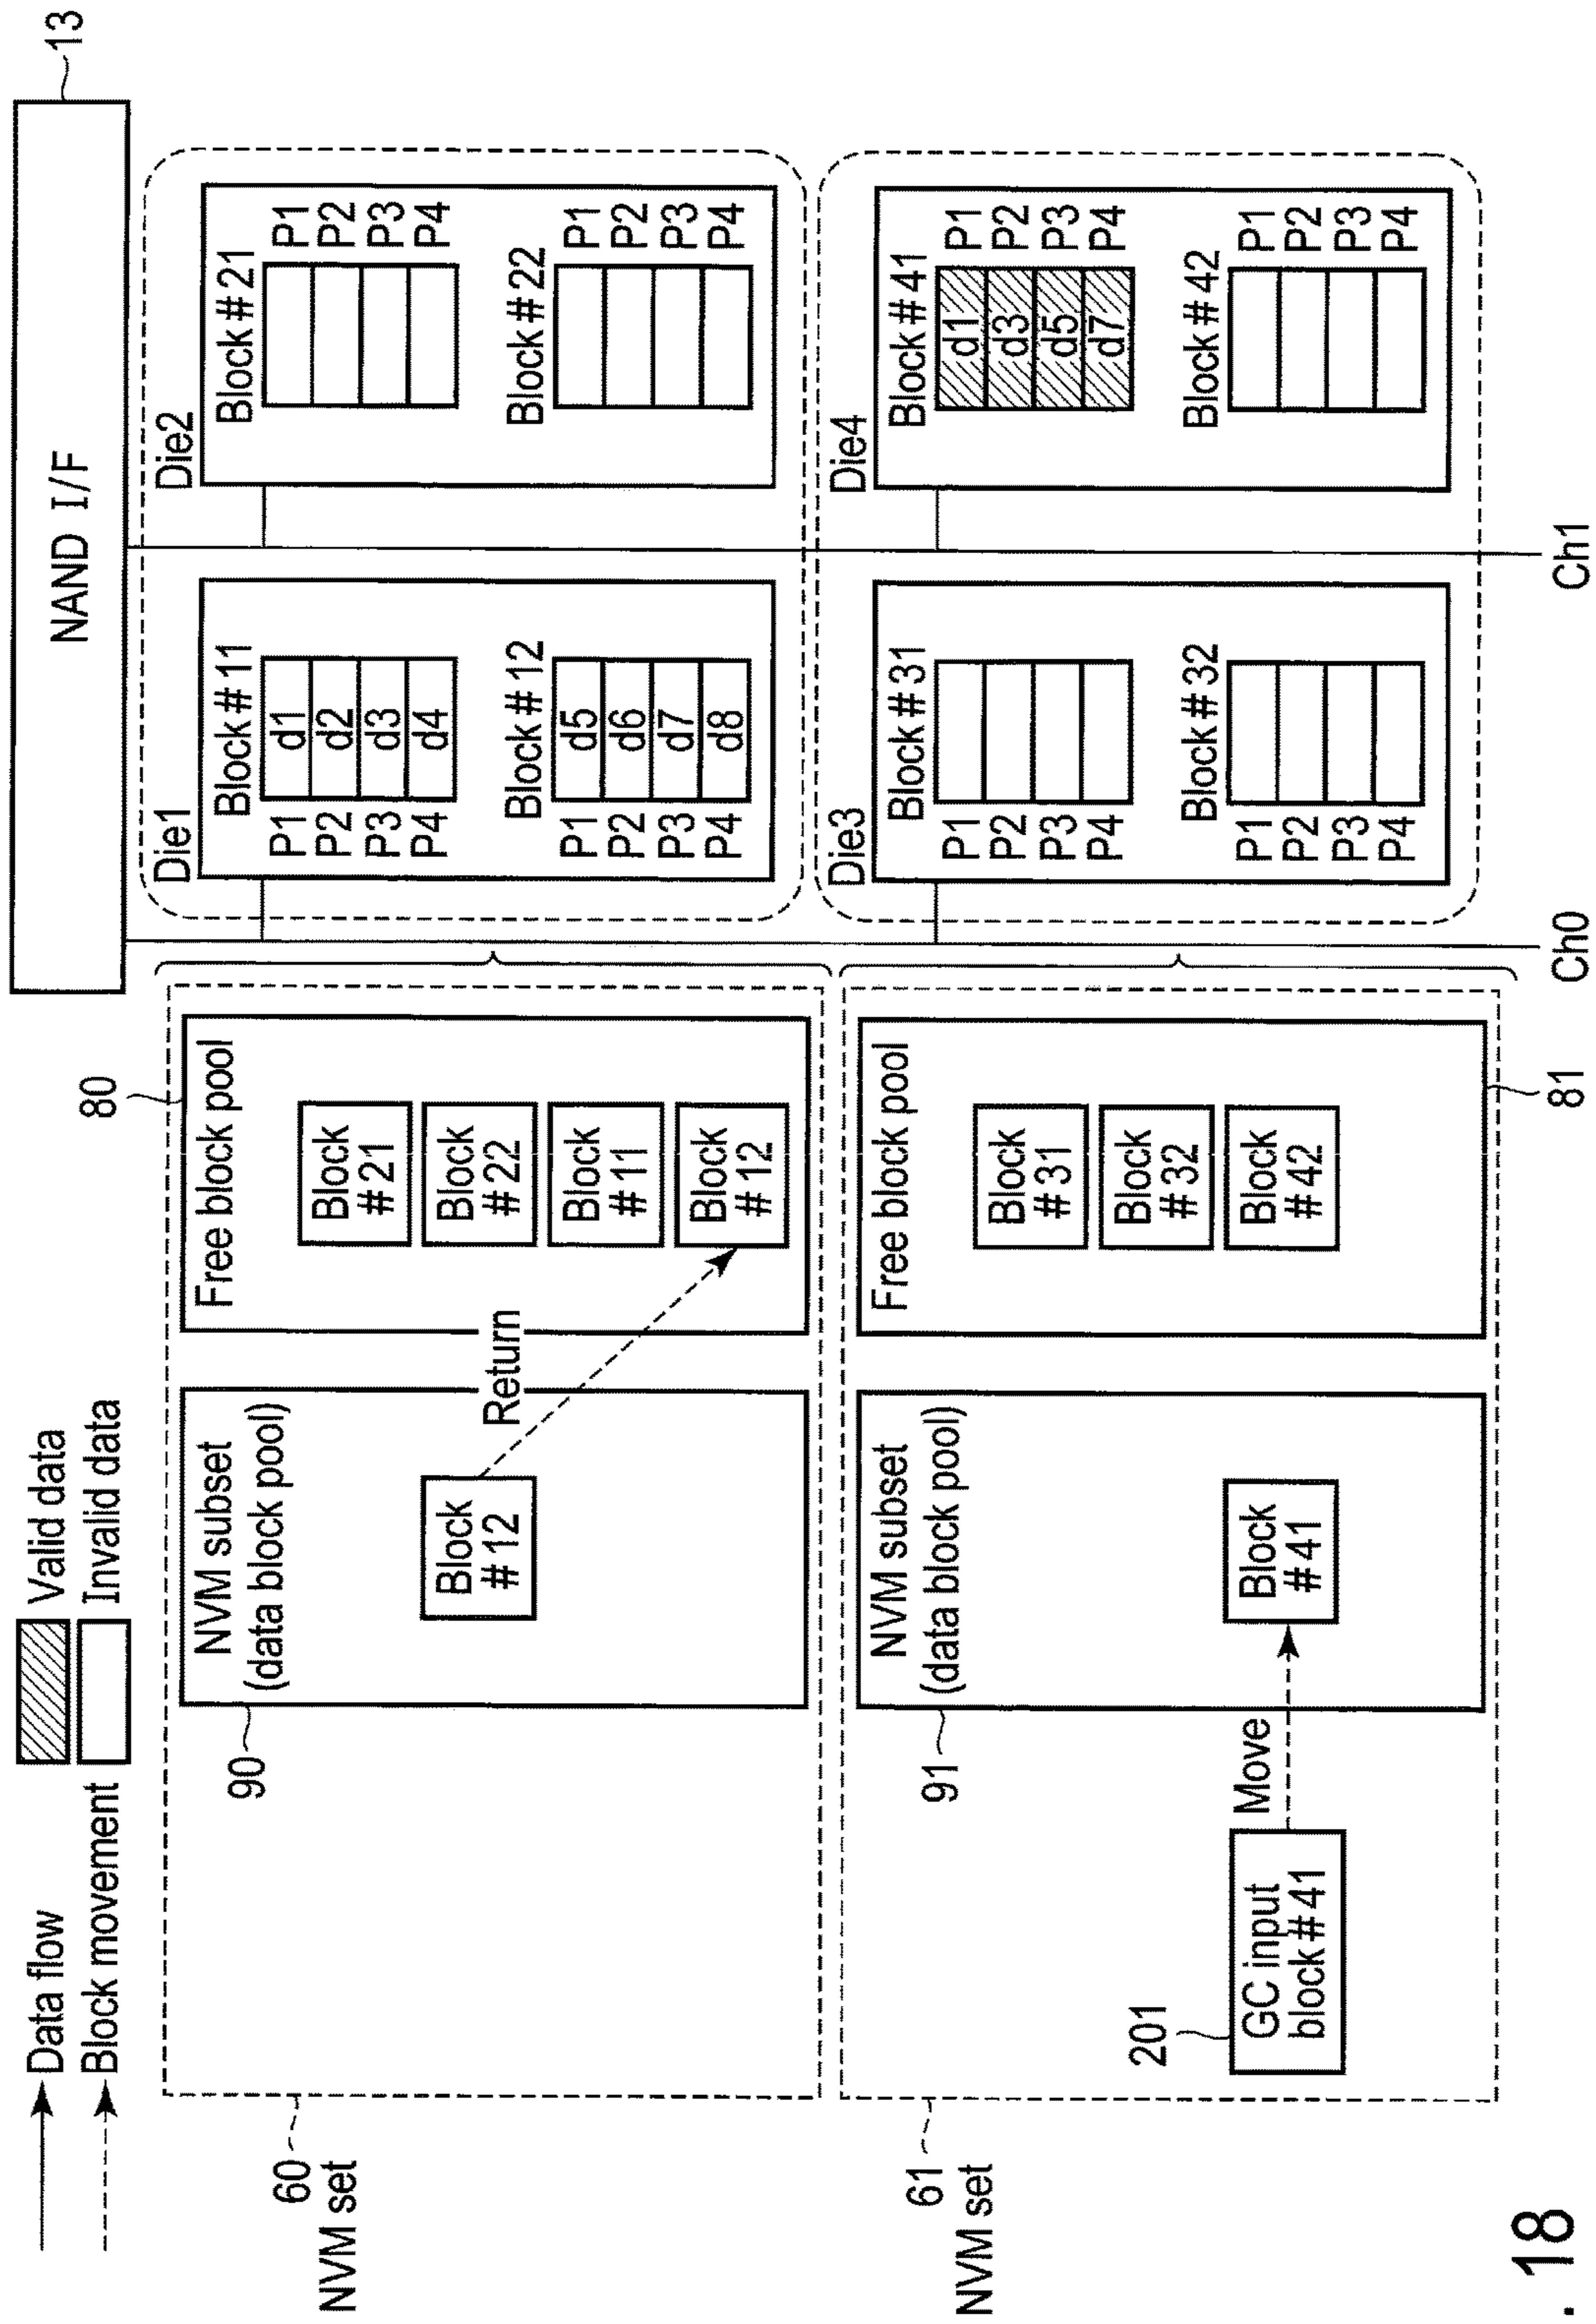 Data flow
Block movement
Valid data
Invalid data
NAND I/F
13
60
NVM set
90
NVM subset
(data block pool)
Block
#12
Return
80
Free block pool
Block
#21
Block
#22
Block
#11
Block
#12
Die1
Block#11
P1 d1
P2 d2
P3 d3
P4 d4
Block#12
P1 d5
P2 d6
P3 d7
P4 d8
Die2
Block#21
P1
P2
P3
P4
Block#22
P1
P2
P3
P4
61
NVM set
201
GC input
block#41
Move
91
NVM subset
(data block pool)
Block
#41
Free block pool
Block
#31
Block
#32
Block
#42
81
Die3
Block#31
P1
P2
P3
P4
Block#32
P1
P2
P3
P4
Die4
Block#41
d1 P1
d3 P2
d5 P3
d7 P4
Block#42
P1
P2
P3
P4
Ch0
Ch1
. 18